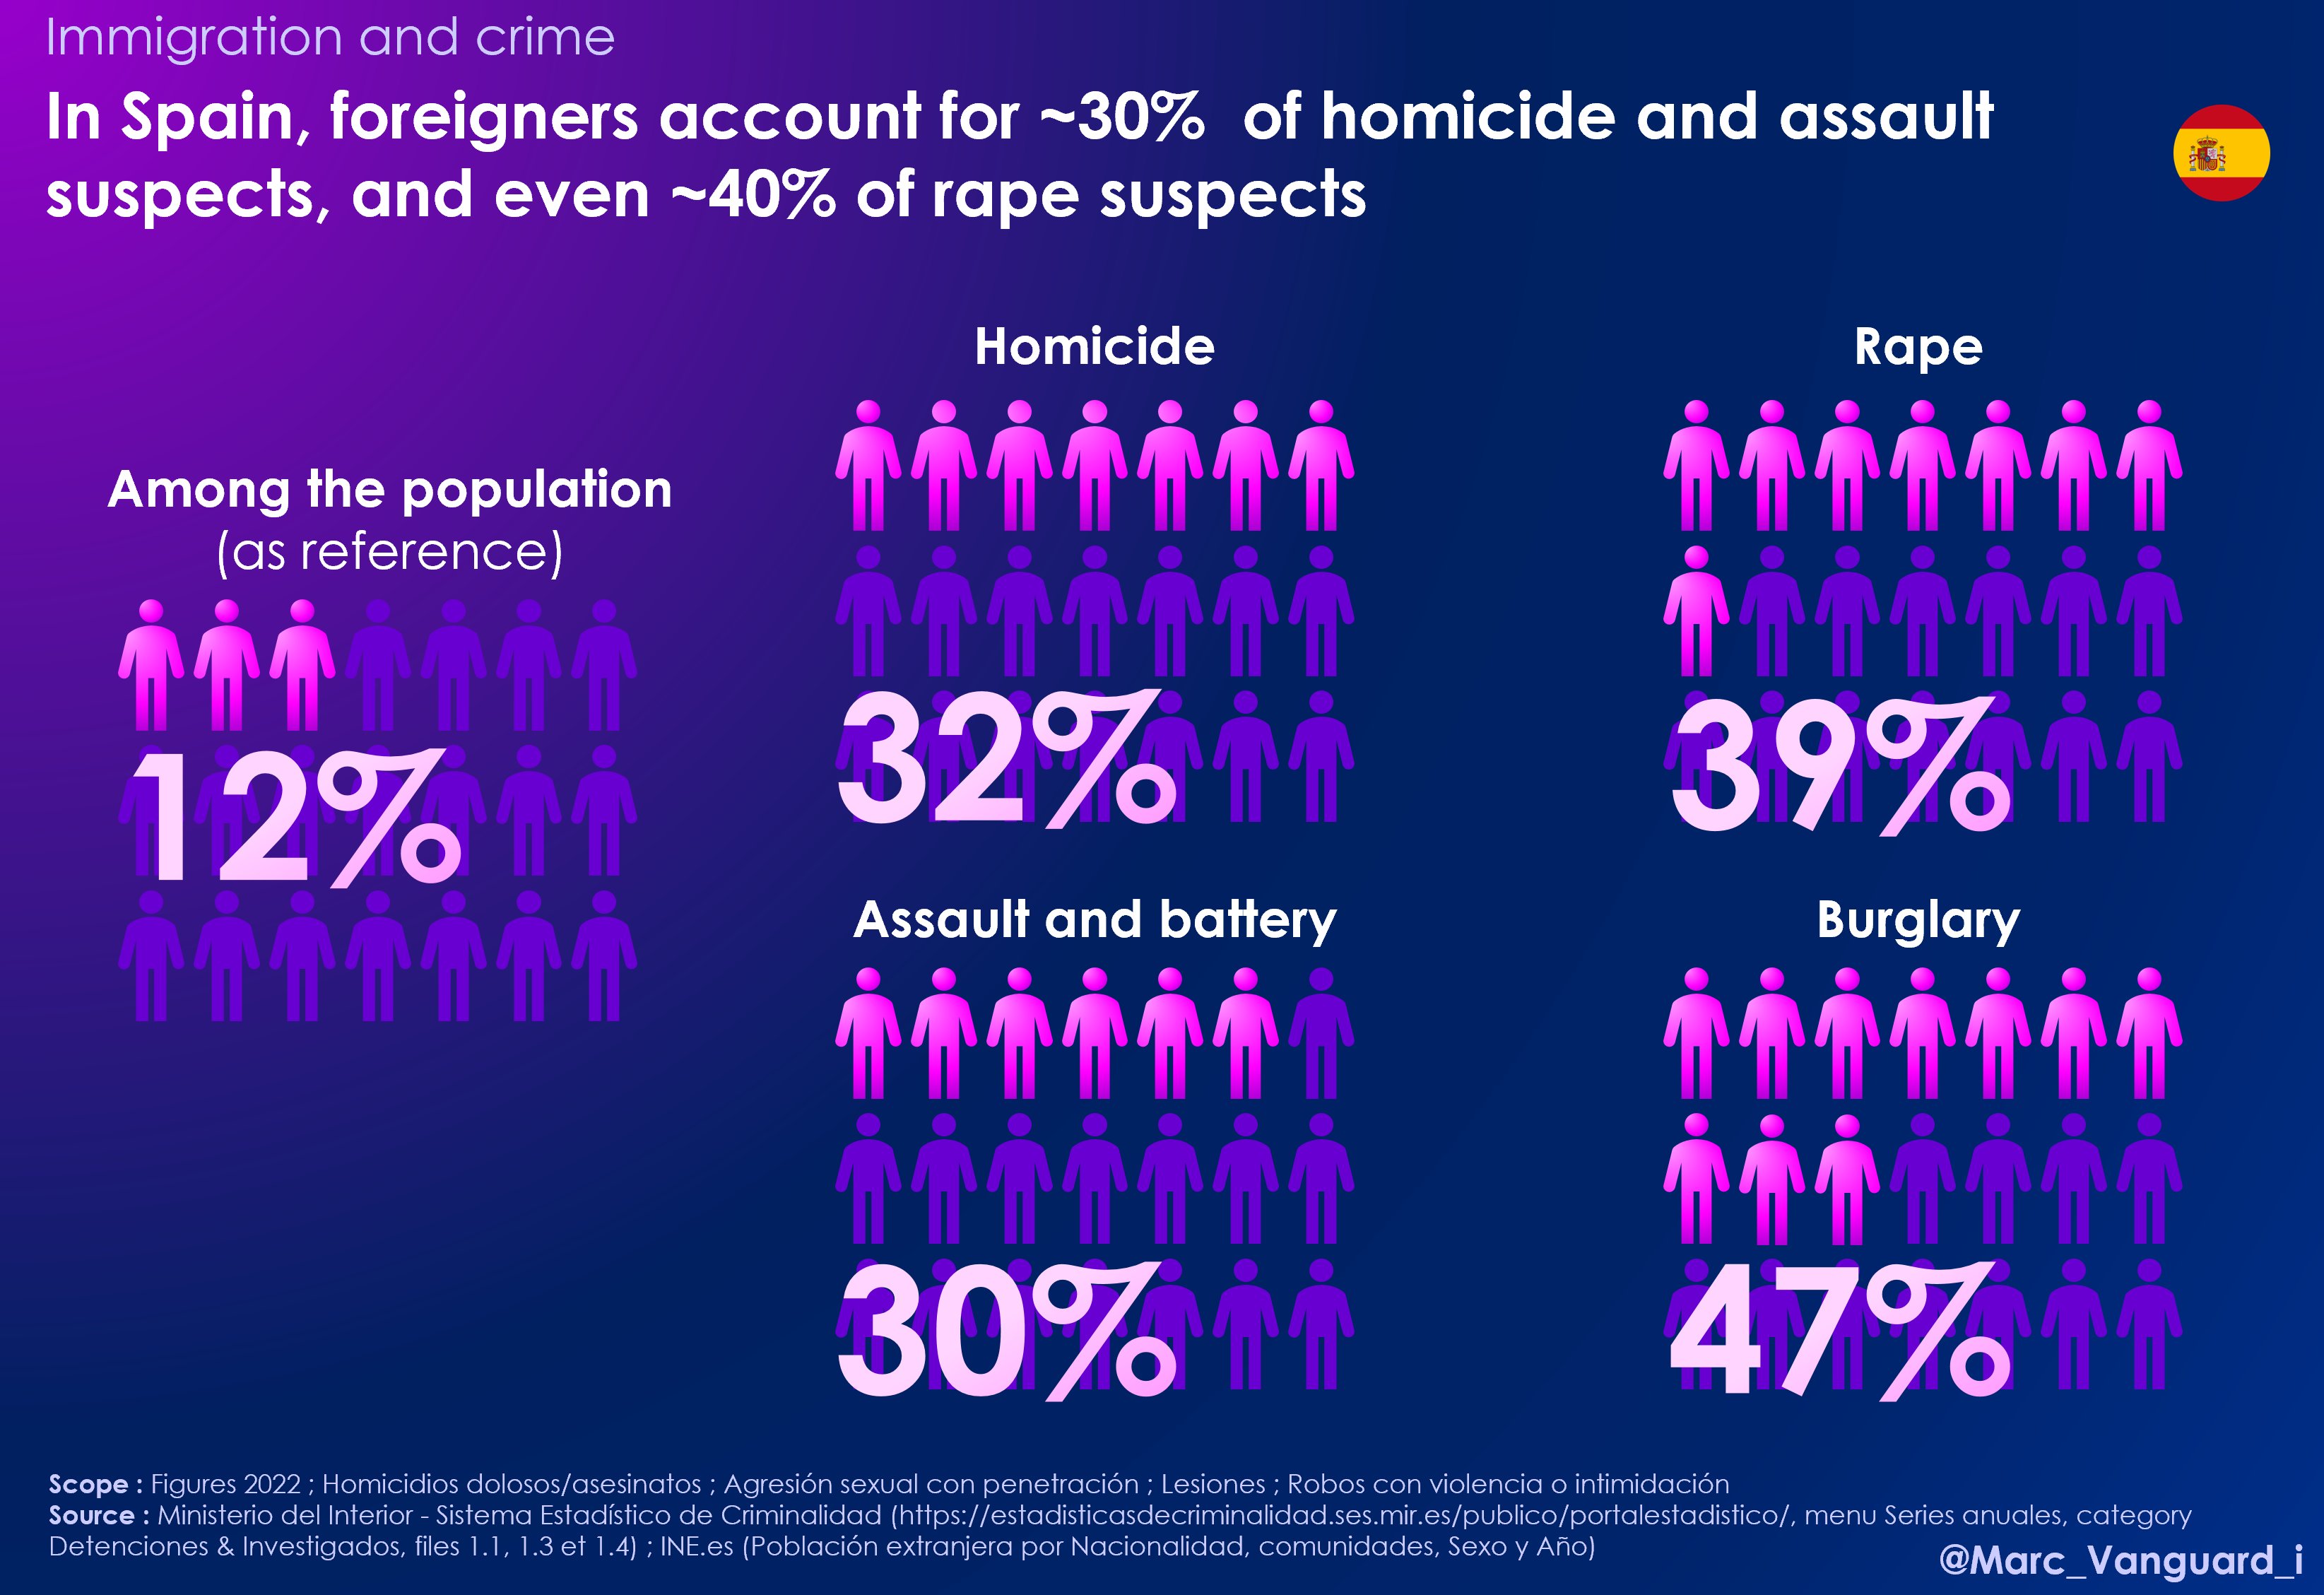 Immigration and crime
In Spain, foreigners account for ~30% of homicide and assault
suspects, and even ~40% of rape suspects
Among the population
(as reference)
12%
Homicide
32%
Rape
39%
Assault and battery
30%
Burglary
47%
Scope : Figures 2022 ; Homicidios dolosos/asesinatos ; Agresión sexual con penetración ; Lesiones ; Robos con violencia o intimidación
Source : Ministerio del Interior - Sistema Estadístico de Criminalidad (https://estadisticasdecriminalidad.ses.mir.es/publico/portalestadistico/, menu Series anuales, category
Detenciones & Investigados, files 1.1, 1.3 et 1.4) ; INE.es (Población extranjera por Nacionalidad, comunidades, Sexo y Año)
@Marc_Vanguard_i